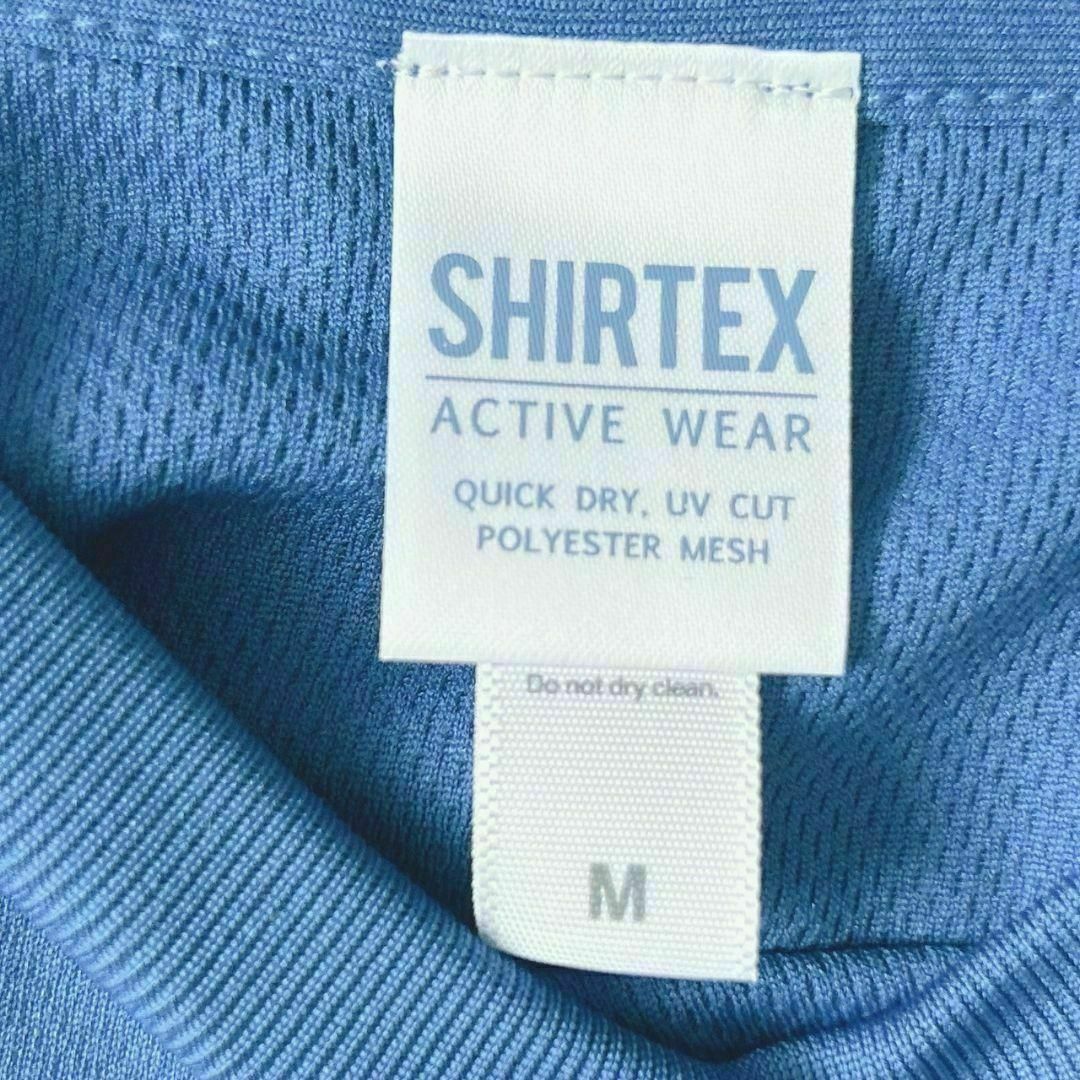 SHIRTEX
ACTIVE WEAR
QUICK DRY, UV CUT
POLYESTER MESH
Do not dry clean.
M